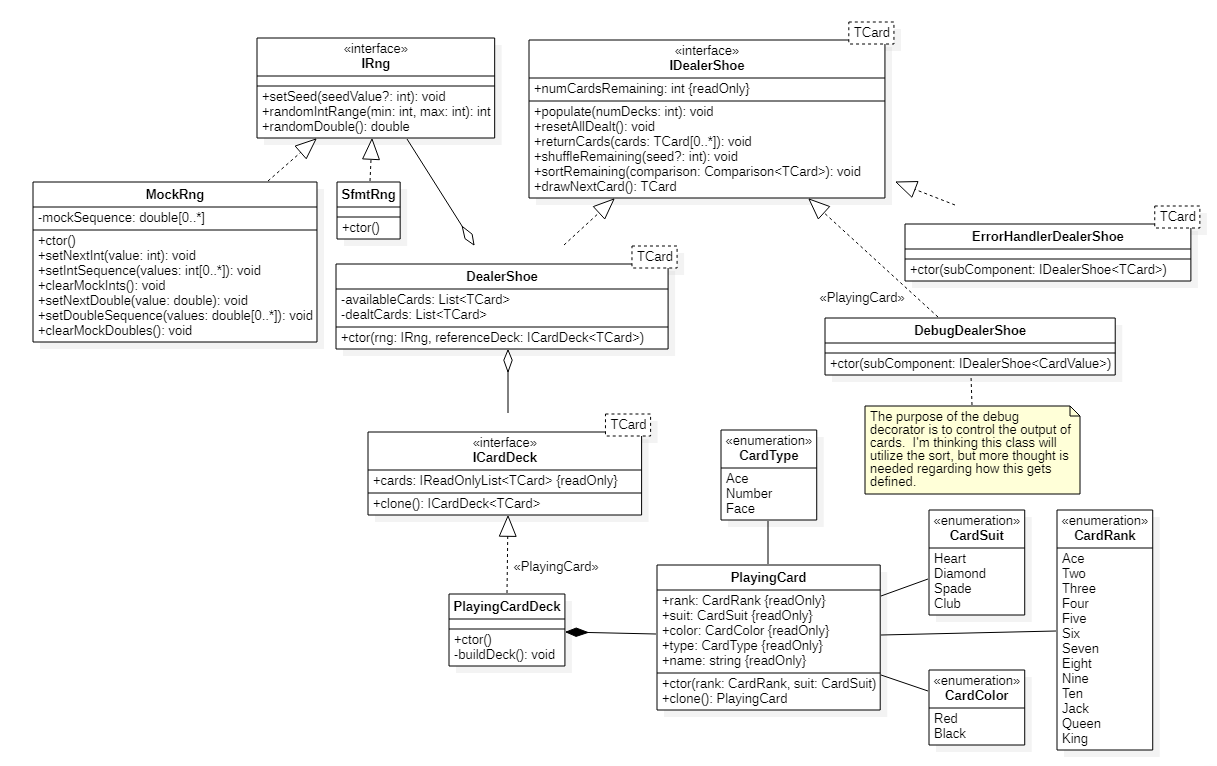 «interface»
IRng
+setSeed(seedValue?: int): void
+randomIntRange(min: int, max: int): int
+randomDouble(): double
TCard
«interface»
IDealerShoe
+numCardsRemaining: int {readOnly}
+populate(numDecks: int): void
+resetAllDealt(): void
+returnCards(cards: TCard[0..*]): void
+shuffleRemaining(seed?: int): void
+sortRemaining(comparison: Comparison<TCard>): void
+drawNextCard(): TCard
MockRng
-mockSequence: double[0..*]
+ctor()
+setNextInt(value: int): void
+setIntSequence(values: int[0..*]): void
+clearMockInts(): void
+setNextDouble(value: double): void
+setDoubleSequence(values: double[0..*]): void
+clearMockDoubles(): void
SfmtRng
+ctor()
TCard
ErrorHandlerDealerShoe
+ctor(subComponent: IDealerShoe<TCard>)
TCard
DealerShoe
-availableCards: List<TCard>
-dealtCards: List<TCard>
+ctor(rng: IRng, referenceDeck: ICardDeck<TCard>)
«PlayingCard»
DebugDealerShoe
+ctor(subComponent: IDealerShoe<CardValue>)
The purpose of the debug
decorator is to control the output of
cards.  I'm thinking this class will
utilize the sort, but more thought is
needed regarding how this gets
defined.
TCard
«interface»
ICardDeck
+cards: IReadOnlyList<TCard> {readOnly}
+clone(): ICardDeck<TCard>
«enumeration»
CardType
Ace
Number
Face
«PlayingCard»
PlayingCardDeck
+ctor()
-buildDeck(): void
PlayingCard
+rank: CardRank {readOnly}
+suit: CardSuit {readOnly}
+color: CardColor {readOnly}
+type: CardType {readOnly}
+name: string {readOnly}
+ctor(rank: CardRank, suit: CardSuit)
+clone(): PlayingCard
«enumeration»
CardSuit
Heart
Diamond
Spade
Club
«enumeration»
CardColor
Red
Black
«enumeration»
CardRank
Ace
Two
Three
Four
Five
Six
Seven
Eight
Nine
Ten
Jack
Queen
King